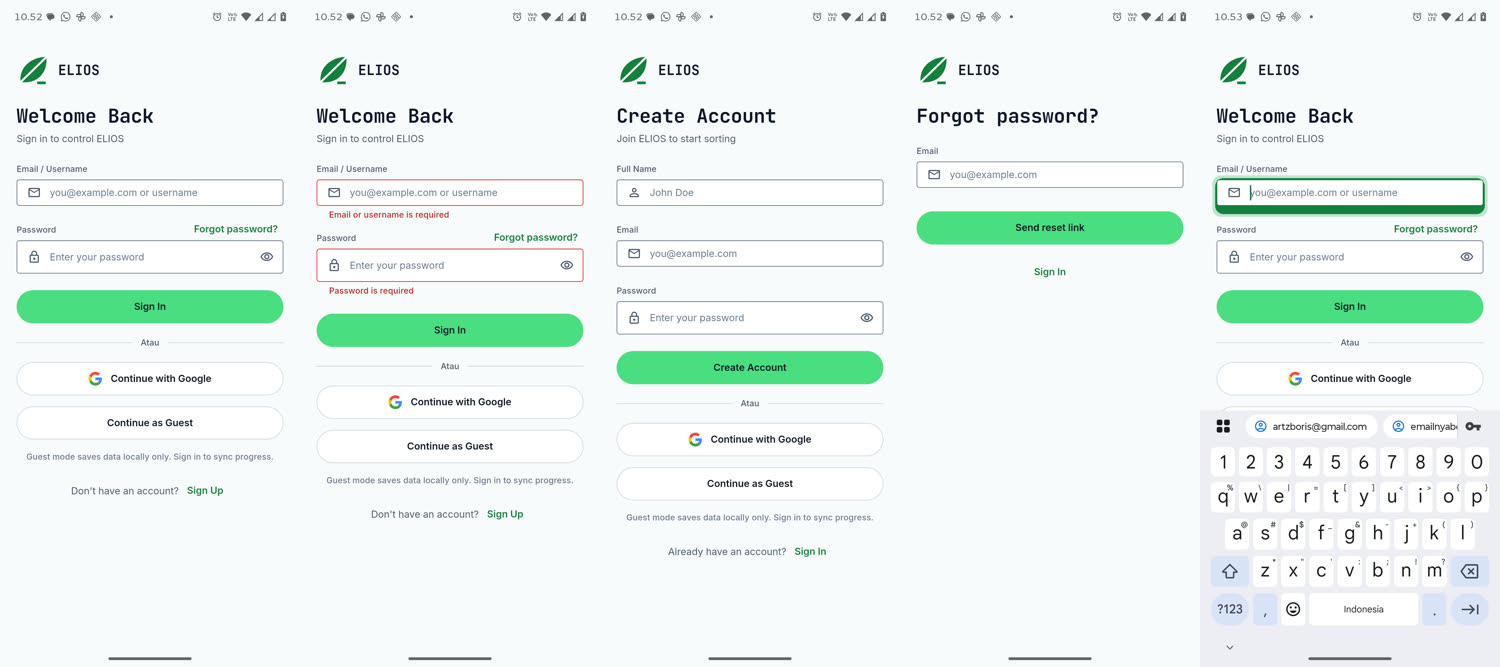 10.52
ELIOS
Welcome Back
Sign in to control ELIOS
Email / Username
you@example.com or username
Password
Forgot password?
Enter your password
Sign In
Atau
Continue with Google
Continue as Guest
Guest mode saves data locally only. Sign in to sync progress.
Don't have an account? Sign Up
10.52
ELIOS
Welcome Back
Sign in to control ELIOS
Email / Username
you@example.com or username
Email or username is required
Password
Forgot password?
Enter your password
Password is required
Sign In
Atau
Continue with Google
Continue as Guest
Guest mode saves data locally only. Sign in to sync progress.
Don't have an account? Sign Up
10.52
ELIOS
Create Account
Join ELIOS to start sorting
Full Name
John Doe
Email
you@example.com
Password
Enter your password
Create Account
Atau
Continue with Google
Continue as Guest
Guest mode saves data locally only. Sign in to sync progress.
Already have an account? Sign In
10.52
ELIOS
Forgot password?
Email
you@example.com
Send reset link
Sign In
10.53
ELIOS
Welcome Back
Sign in to control ELIOS
Email / Username
you@example.com or username
Password
Forgot password?
Enter your password
Sign In
Atau
Continue with Google
artzboris@gmail.com
1 2 3 4 5 6 7 8 9 0
q w e r t y u i o p
a s d f g h j k l
z x c v b n m
?123 , Indonesia .